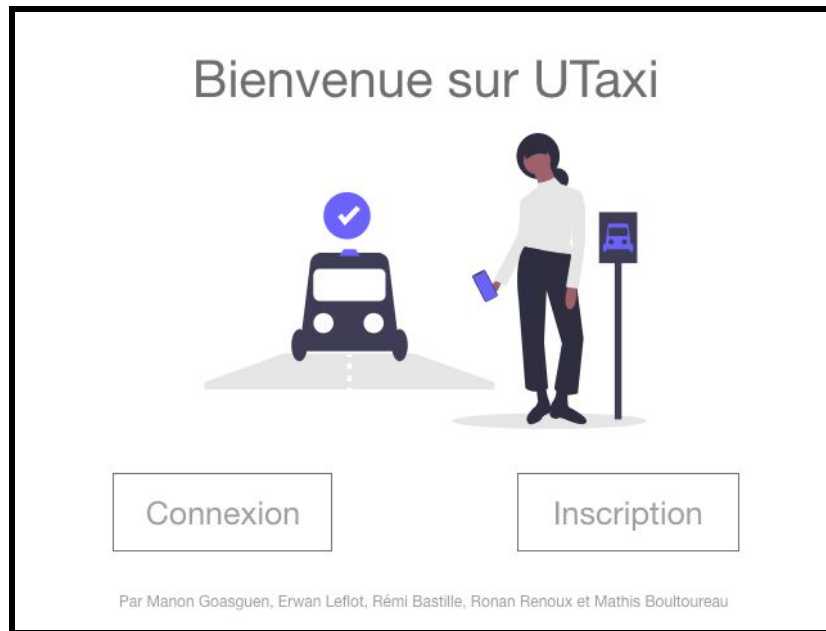 Bienvenue sur UTaxi
Connexion
Inscription
Par Manon Goasguen, Erwan Leflot, Rémi Bastille, Ronan Renoux et Mathis Boultoureau